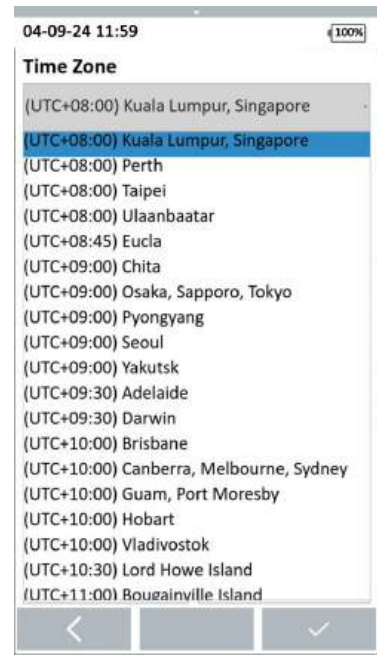 04-09-24 11:59
100%
Time Zone
(UTC+08:00) Kuala Lumpur, Singapore
(UTC+08:00) Kuala Lumpur, Singapore
(UTC+08:00) Perth
(UTC+08:00) Taipei
(UTC+08:00) Ulaanbaatar
(UTC+08:45) Eucla
(UTC+09:00) Chita
(UTC+09:00) Osaka, Sapporo, Tokyo
(UTC+09:00) Pyongyang
(UTC+09:00) Seoul
(UTC+09:00) Yakutsk
(UTC+09:30) Adelaide
(UTC+09:30) Darwin
(UTC+10:00) Brisbane
(UTC+10:00) Canberra, Melbourne, Sydney
(UTC+10:00) Guam, Port Moresby
(UTC+10:00) Hobart
(UTC+10:00) Vladivostok
(UTC+10:30) Lord Howe Island
(UTC+11:00) Bougainville Island